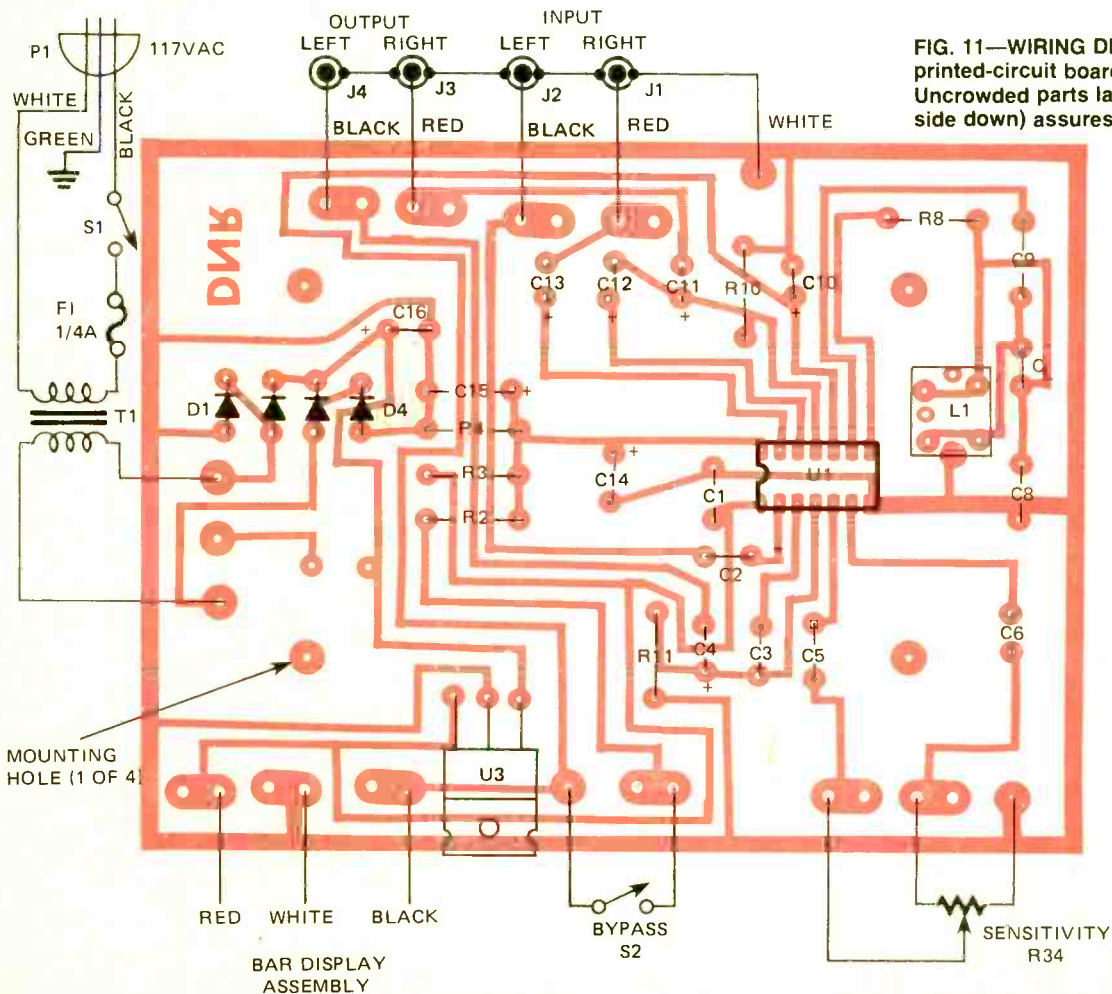 P1
117VAC
OUTPUT
INPUT
LEFT RIGHT LEFT RIGHT
J4 J3 J2 J1
FIG. 11—WIRING DI
printed-circuit board
Uncrowded parts la
side down) assures
WHITE
GREEN
BLACK
BLACK RED BLACK RED
WHITE
S1
DNR
F1
1/4A
T1
R8
C9
C13 C12 C11 R10 C10
C16
D1 D4
C15
R4
R3
R2
L1
C14
C1
U1
C8
C2
R11
C4
C3
C5
C6
MOUNTING
HOLE (1 OF 4)
U3
RED WHITE BLACK
BYPASS
S2
SENSITIVITY
R34
BAR DISPLAY
ASSEMBLY